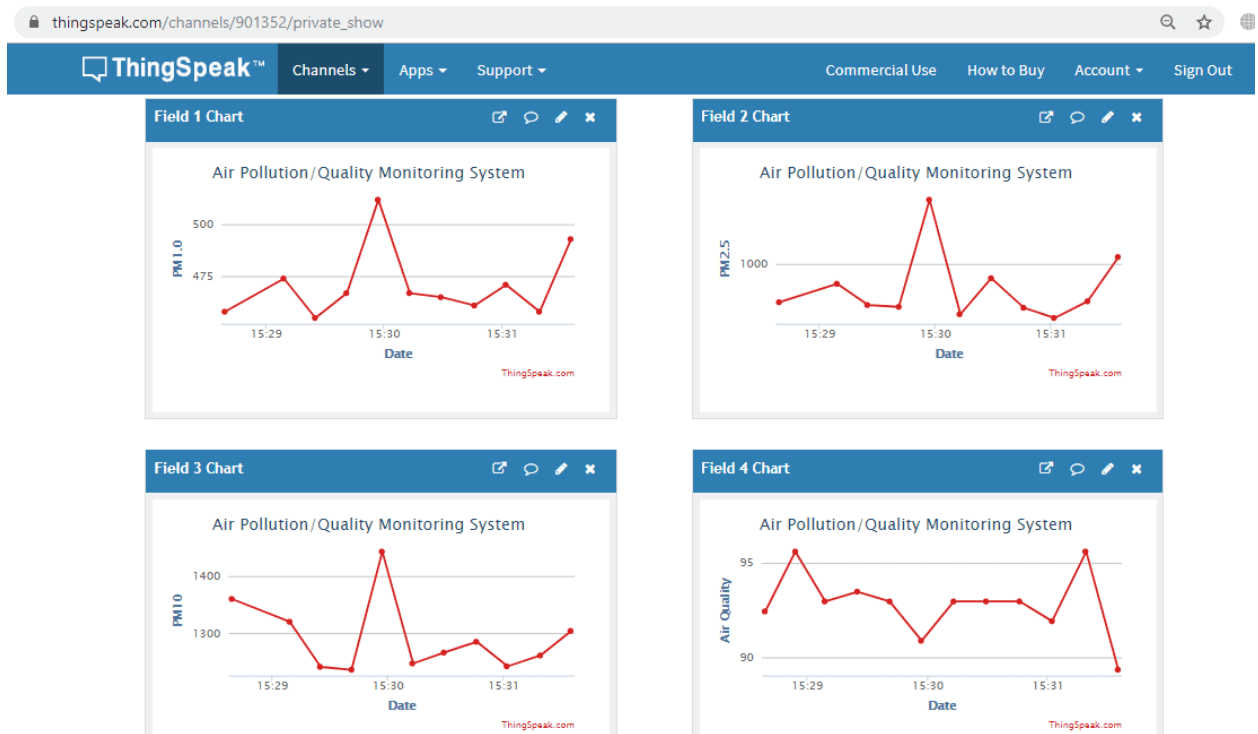 thingspeak.com/channels/901352/private_show
ThingSpeak™ Channels Apps Support Commercial Use How to Buy Account Sign Out
Field 1 Chart
Air Pollution/Quality Monitoring System
PM1.0
500
475
15:29 15:30 15:31
Date
ThingSpeak.com
Field 2 Chart
Air Pollution/Quality Monitoring System
PM2.5
1000
15:29 15:30 15:31
Date
ThingSpeak.com
Field 3 Chart
Air Pollution/Quality Monitoring System
PM10
1400
1300
15:29 15:30 15:31
Date
ThingSpeak.com
Field 4 Chart
Air Pollution/Quality Monitoring System
Air Quality
95
90
15:29 15:30 15:31
Date
ThingSpeak.com